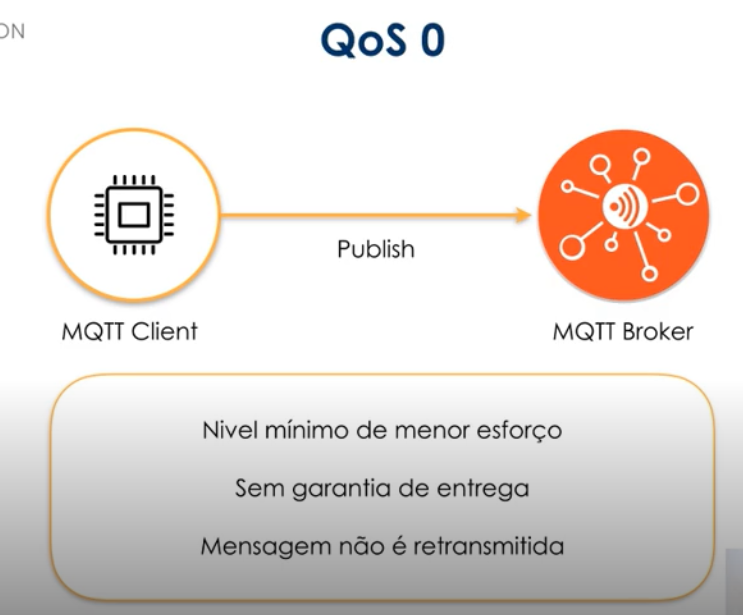 QoS 0
Publish
MQTT Client
MQTT Broker
Nivel mínimo de menor esforço
Sem garantia de entrega
Mensagem não é retransmitida